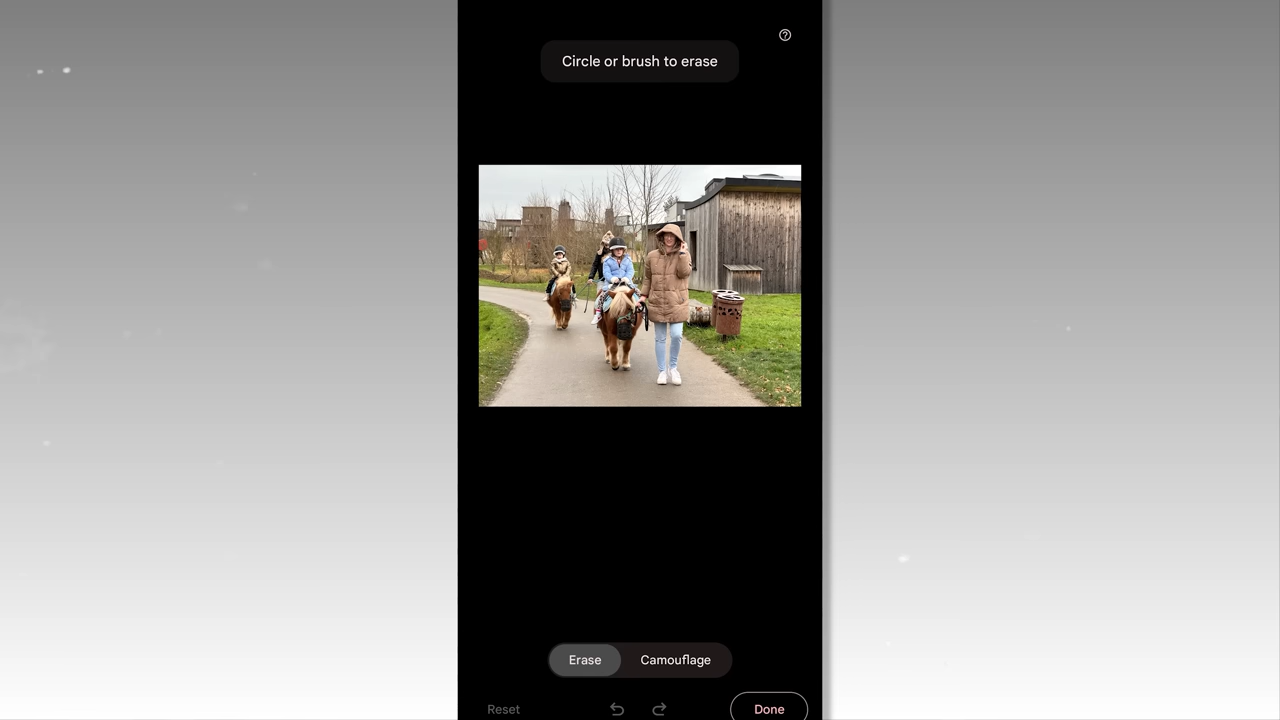 Circle or brush to erase
Erase
Camouflage
Reset
Done